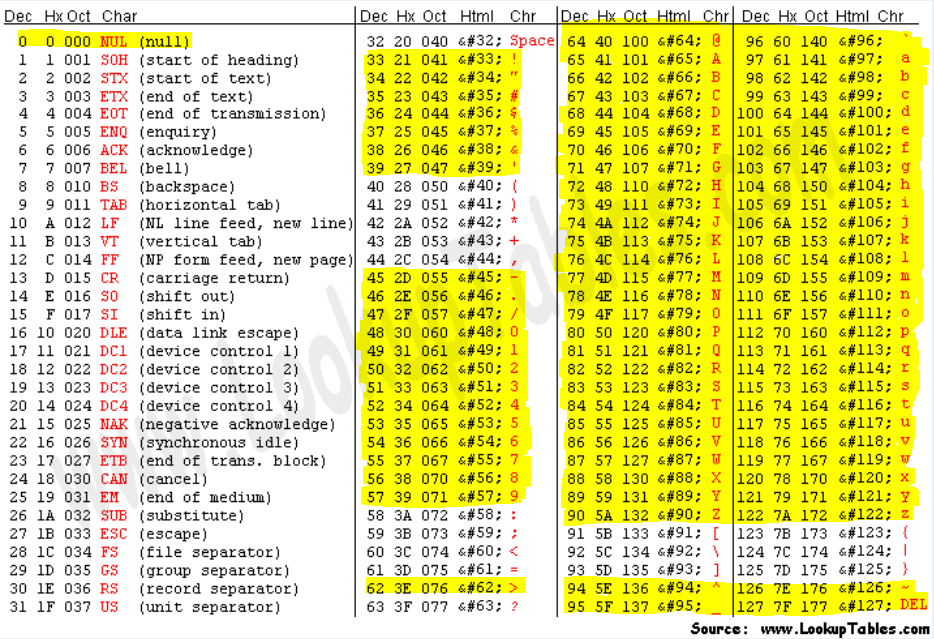 Dec Hx Oct Char Dec Hx Oct Html Chr Dec Hx Oct Html Chr Dec Hx Oct Html Chr
0 0 000 NUL (null) 32 20 040 &#32; Space 64 40 100 &#64; @ 96 60 140 &#96; `
1 1 001 SOH (start of heading) 33 21 041 &#33; ! 65 41 101 &#65; A 97 61 141 &#97; a
2 2 002 STX (start of text) 34 22 042 &#34; " 66 42 102 &#66; B 98 62 142 &#98; b
3 3 003 ETX (end of text) 35 23 043 &#35; # 67 43 103 &#67; C 99 63 143 &#99; c
4 4 004 EOT (end of transmission) 36 24 044 &#36; $ 68 44 104 &#68; D 100 64 144 &#100; d
5 5 005 ENQ (enquiry) 37 25 045 &#37; % 69 45 105 &#69; E 101 65 145 &#101; e
6 6 006 ACK (acknowledge) 38 26 046 &#38; & 70 46 106 &#70; F 102 66 146 &#102; f
7 7 007 BEL (bell) 39 27 047 &#39; ' 71 47 107 &#71; G 103 67 147 &#103; g
8 8 010 BS (backspace) 40 28 050 &#40; ( 72 48 110 &#72; H 104 68 150 &#104; h
9 9 011 TAB (horizontal tab) 41 29 051 &#41; ) 73 49 111 &#73; I 105 69 151 &#105; i
10 A 012 LF (NL line feed, new line) 42 2A 052 &#42; * 74 4A 112 &#74; J 106 6A 152 &#106; j
11 B 013 VT (vertical tab) 43 2B 053 &#43; + 75 4B 113 &#75; K 107 6B 153 &#107; k
12 C 014 FF (NP form feed, new page) 44 2C 054 &#44; , 76 4C 114 &#76; L 108 6C 154 &#108; l
13 D 015 CR (carriage return) 45 2D 055 &#45; - 77 4D 115 &#77; M 109 6D 155 &#109; m
14 E 016 SO (shift out) 46 2E 056 &#46; . 78 4E 116 &#78; N 110 6E 156 &#110; n
15 F 017 SI (shift in) 47 2F 057 &#47; / 79 4F 117 &#79; O 111 6F 157 &#111; o
16 10 020 DLE (data link escape) 48 30 060 &#48; 0 80 50 120 &#80; P 112 70 160 &#112; p
17 11 021 DC1 (device control 1) 49 31 061 &#49; 1 81 51 121 &#81; Q 113 71 161 &#113; q
18 12 022 DC2 (device control 2) 50 32 062 &#50; 2 82 52 122 &#82; R 114 72 162 &#114; r
19 13 023 DC3 (device control 3) 51 33 063 &#51; 3 83 53 123 &#83; S 115 73 163 &#115; s
20 14 024 DC4 (device control 4) 52 34 064 &#52; 4 84 54 124 &#84; T 116 74 164 &#116; t
21 15 025 NAK (negative acknowledge) 53 35 065 &#53; 5 85 55 125 &#85; U 117 75 165 &#117; u
22 16 026 SYN (synchronous idle) 54 36 066 &#54; 6 86 56 126 &#86; V 118 76 166 &#118; v
23 17 027 ETB (end of trans. block) 55 37 067 &#55; 7 87 57 127 &#87; W 119 77 167 &#119; w
24 18 030 CAN (cancel) 56 38 070 &#56; 8 88 58 130 &#88; X 120 78 170 &#120; x
25 19 031 EM (end of medium) 57 39 071 &#57; 9 89 59 131 &#89; Y 121 79 171 &#121; y
26 1A 032 SUB (substitute) 58 3A 072 &#58; : 90 5A 132 &#90; Z 122 7A 172 &#122; z
27 1B 033 ESC (escape) 59 3B 073 &#59; ; 91 5B 133 &#91; [ 123 7B 173 &#123; {
28 1C 034 FS (file separator) 60 3C 074 &#60; < 92 5C 134 &#92; \ 124 7C 174 &#124; |
29 1D 035 GS (group separator) 61 3D 075 &#61; = 93 5D 135 &#93; ] 125 7D 175 &#125; }
30 1E 036 RS (record separator) 62 3E 076 &#62; > 94 5E 136 &#94; ^ 126 7E 176 &#126; ~
31 1F 037 US (unit separator) 63 3F 077 &#63; ? 95 5F 137 &#95; _ 127 7F 177 &#127; DEL
Source: www.LookupTables.com
www.LookupTables.com